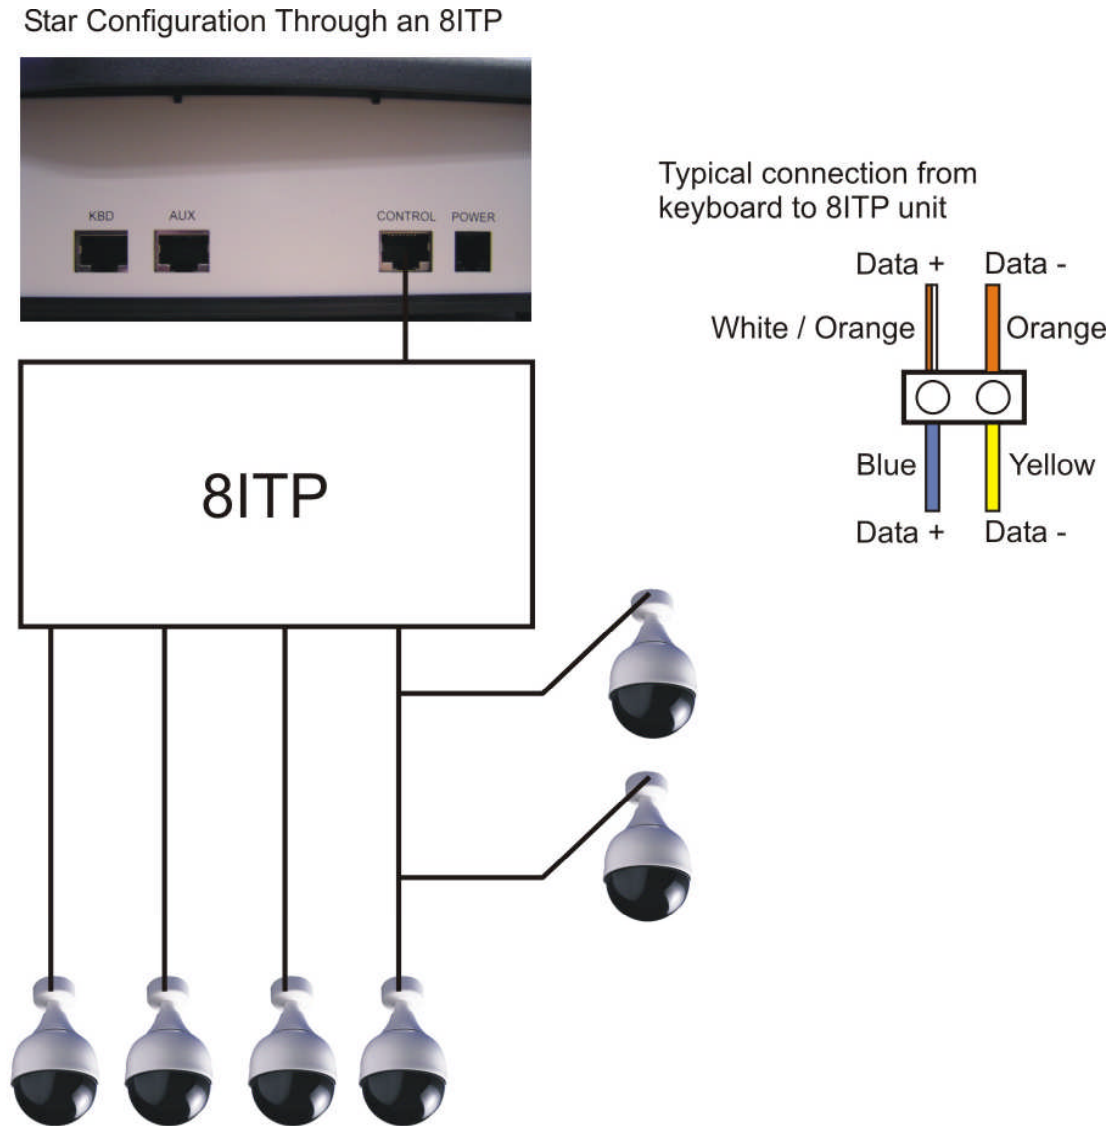 Star Configuration Through an 8ITP
KBD
AUX
CONTROL
POWER
Typical connection from
keyboard to 8ITP unit
Data +
Data -
White / Orange
Orange
Blue
Yellow
Data +
Data -
8ITP